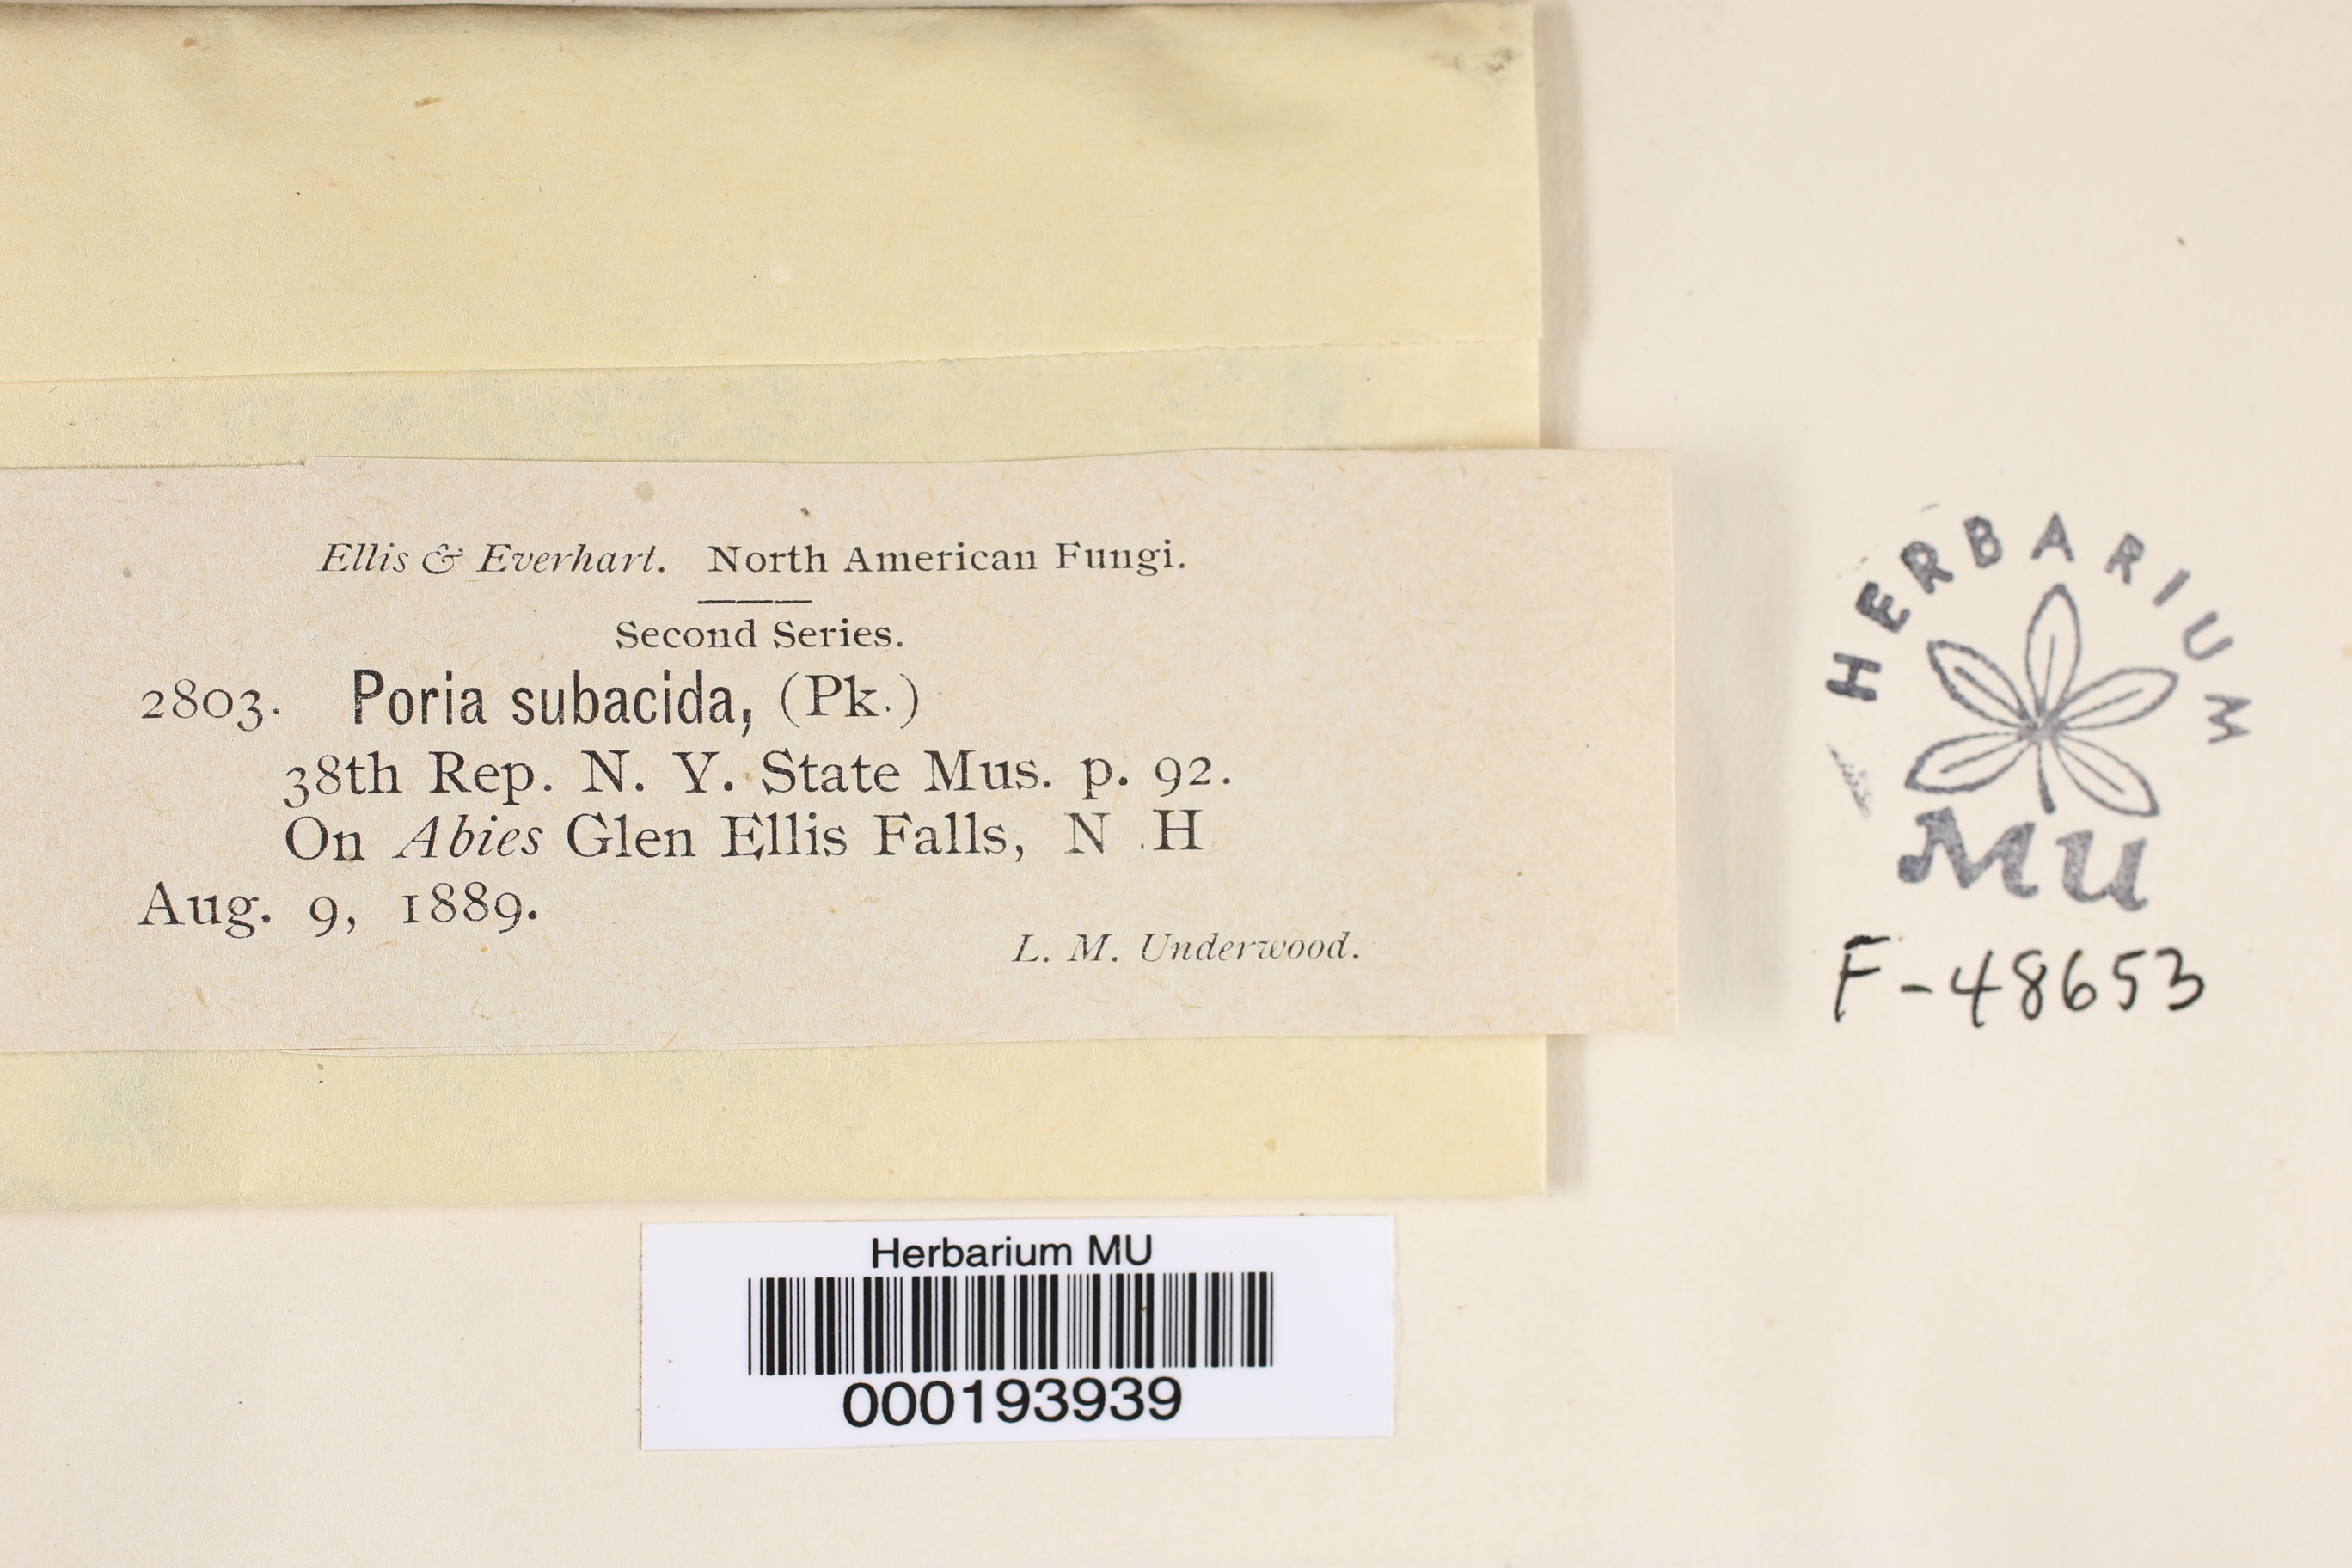 Ellis & Everhart. North American Fungi.
Second Series.
2803. Poria subacida, (Pk.)
38th Rep. N. Y. State Mus. p. 92.
On Abies Glen Ellis Falls, N . H
Aug. 9, 1889.
L. M. Underwood.
HERBARIUM
MU
F-48653
Herbarium MU
000193939